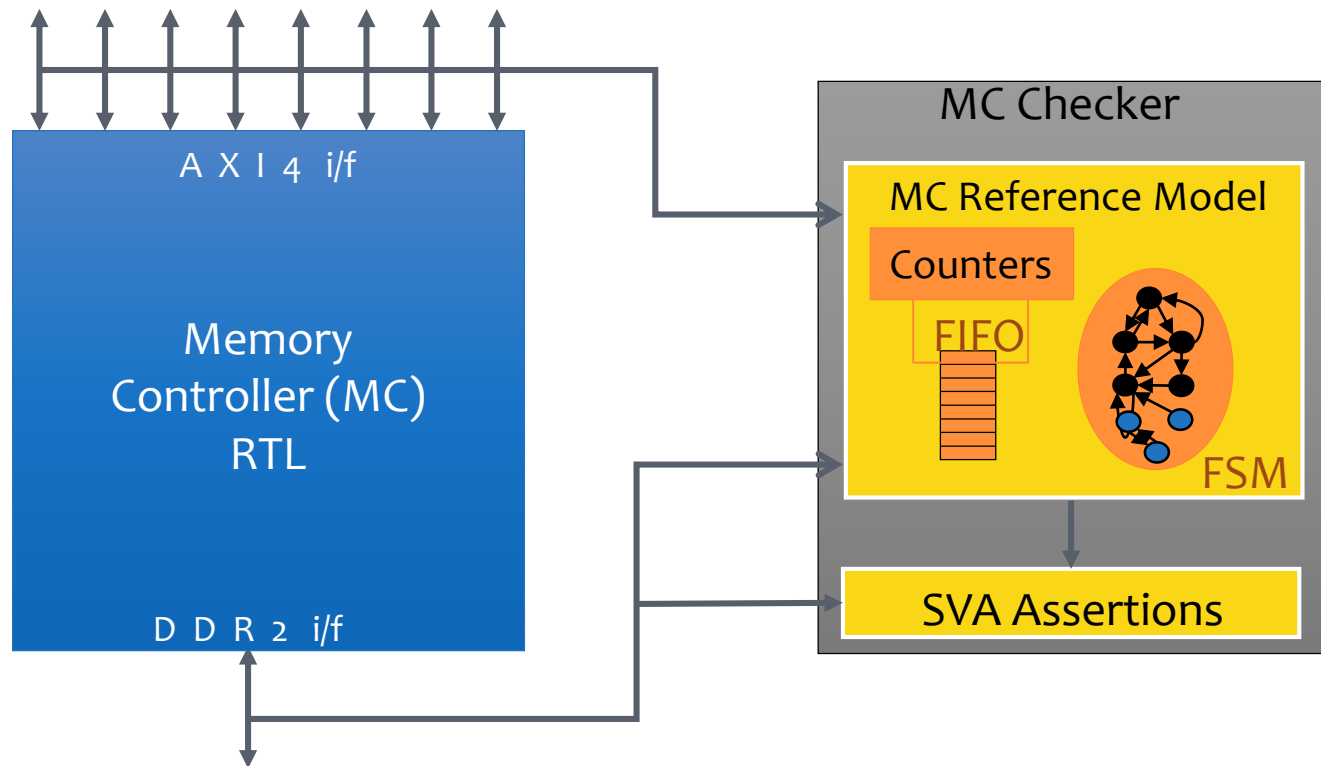 A X I 4 i/f
Memory
Controller (MC)
RTL
D D R 2 i/f
MC Checker
MC Reference Model
Counters
FIFO
FSM
SVA Assertions